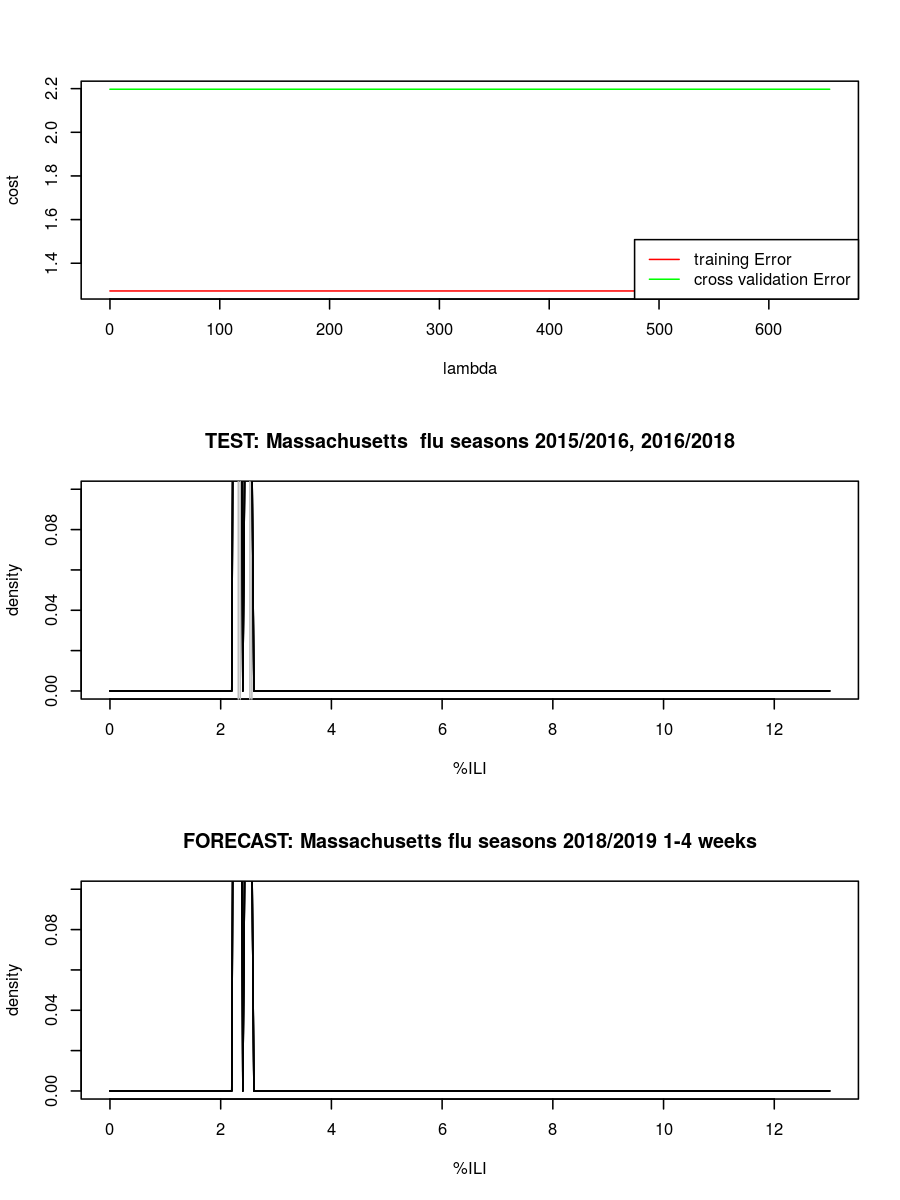 2.2
2.0
1.8
1.6
1.4
cost
training Error
cross validation Error
0 100 200 300 400 500 600
lambda
TEST: Massachusetts  flu seasons 2015/2016, 2016/2018
0.08
0.04
0.00
density
0 2 4 6 8 10 12
%ILI
FORECAST: Massachusetts flu seasons 2018/2019 1-4 weeks
0.08
0.04
0.00
density
0 2 4 6 8 10 12
%ILI